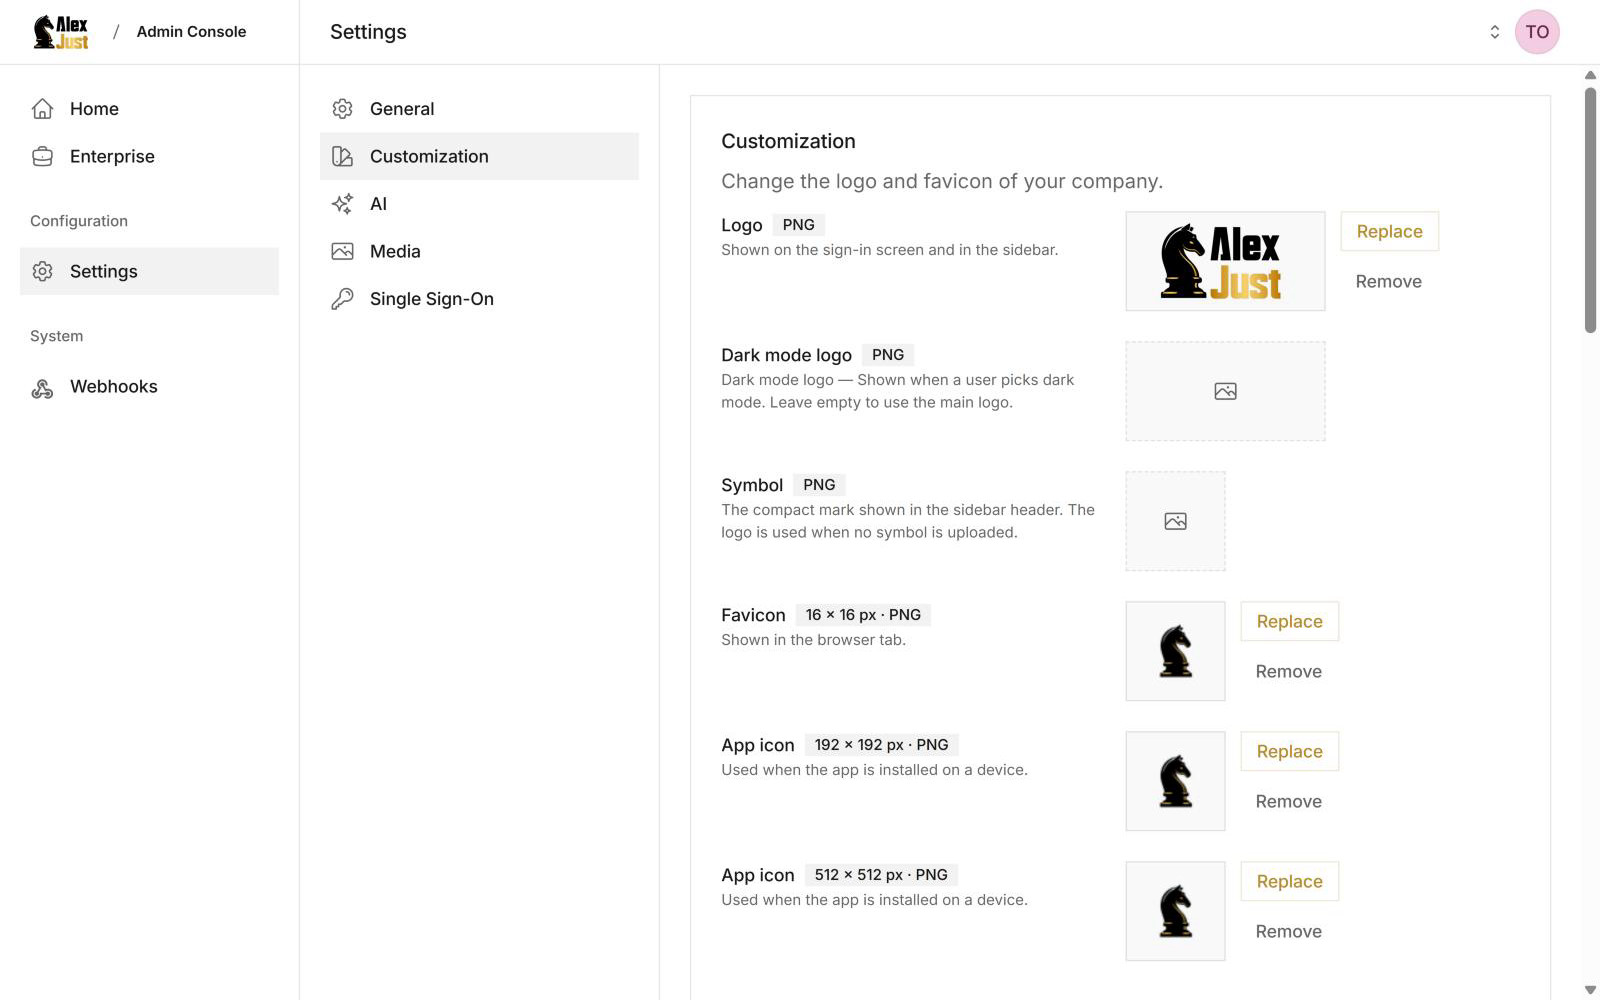 Alex
Just
/ Admin Console
Settings
TO
Home
Enterprise
Configuration
Settings
System
Webhooks
General
Customization
AI
Media
Single Sign-On
Customization
Change the logo and favicon of your company.
Logo PNG
Shown on the sign-in screen and in the sidebar.
Alex
Just
Replace
Remove
Dark mode logo PNG
Dark mode logo — Shown when a user picks dark
mode. Leave empty to use the main logo.
Symbol PNG
The compact mark shown in the sidebar header. The
logo is used when no symbol is uploaded.
Favicon 16 × 16 px · PNG
Shown in the browser tab.
Replace
Remove
App icon 192 × 192 px · PNG
Used when the app is installed on a device.
Replace
Remove
App icon 512 × 512 px · PNG
Used when the app is installed on a device.
Replace
Remove